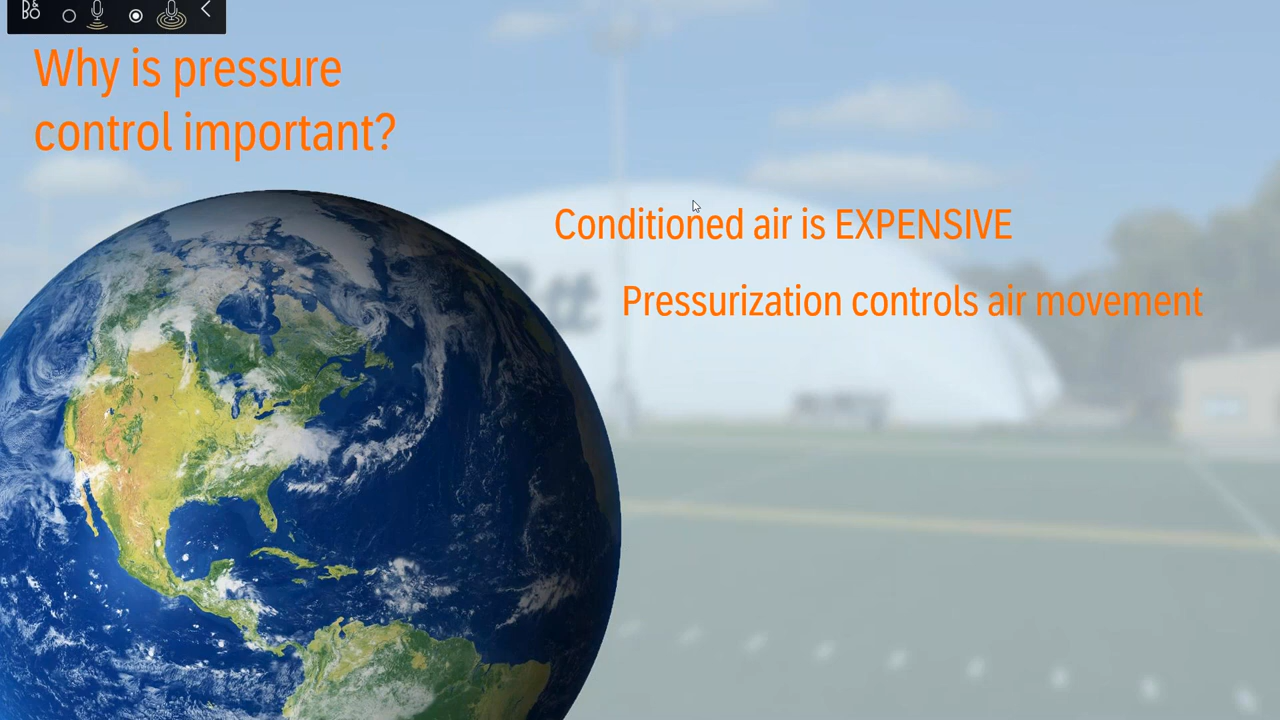 B&
O
Why is pressure
control important?
Conditioned air is EXPENSIVE
Pressurization controls air movement